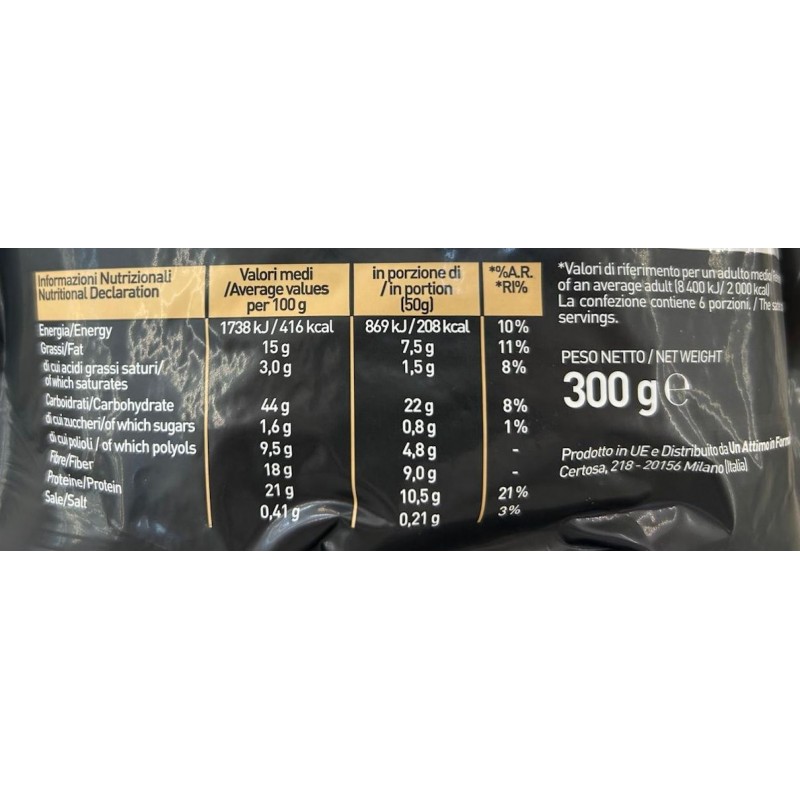 Informazioni Nutrizionali
Nutritional Declaration
Valori medi
/Average values
per 100 g
in porzione di
/in portion
(50g)
*%A.R.
*RI%
Energia/Energy 1738 kJ/416 kcal 869 kJ/208 kcal 10%
Grassi/Fat 15 g 7,5 g 11%
di cui acidi grassi saturi/ 3,0 g 1,5 g 8%
of which saturates
Carboidrati/Carbohydrate 44 g 22 g 8%
di cui zuccheri/of which sugars 1,6 g 0,8 g 1%
di cui polioli/of which polyols 9,5 g 4,8 g -
Fibre/Fiber 18 g 9,0 g -
Proteine/Protein 21 g 10,5 g 21%
Sale/Salt 0,41 g 0,21 g 3%
*Valori di riferimento per un adulto medio
of an average adult (8 400 kJ/2 000 kcal)
La confezione contiene 6 porzioni. / The
servings.
PESO NETTO / NET WEIGHT
300 g ℮
Prodotto in UE e Distribuito da Un Attimo in
Certosa, 218 - 20156 Milano (Italia)